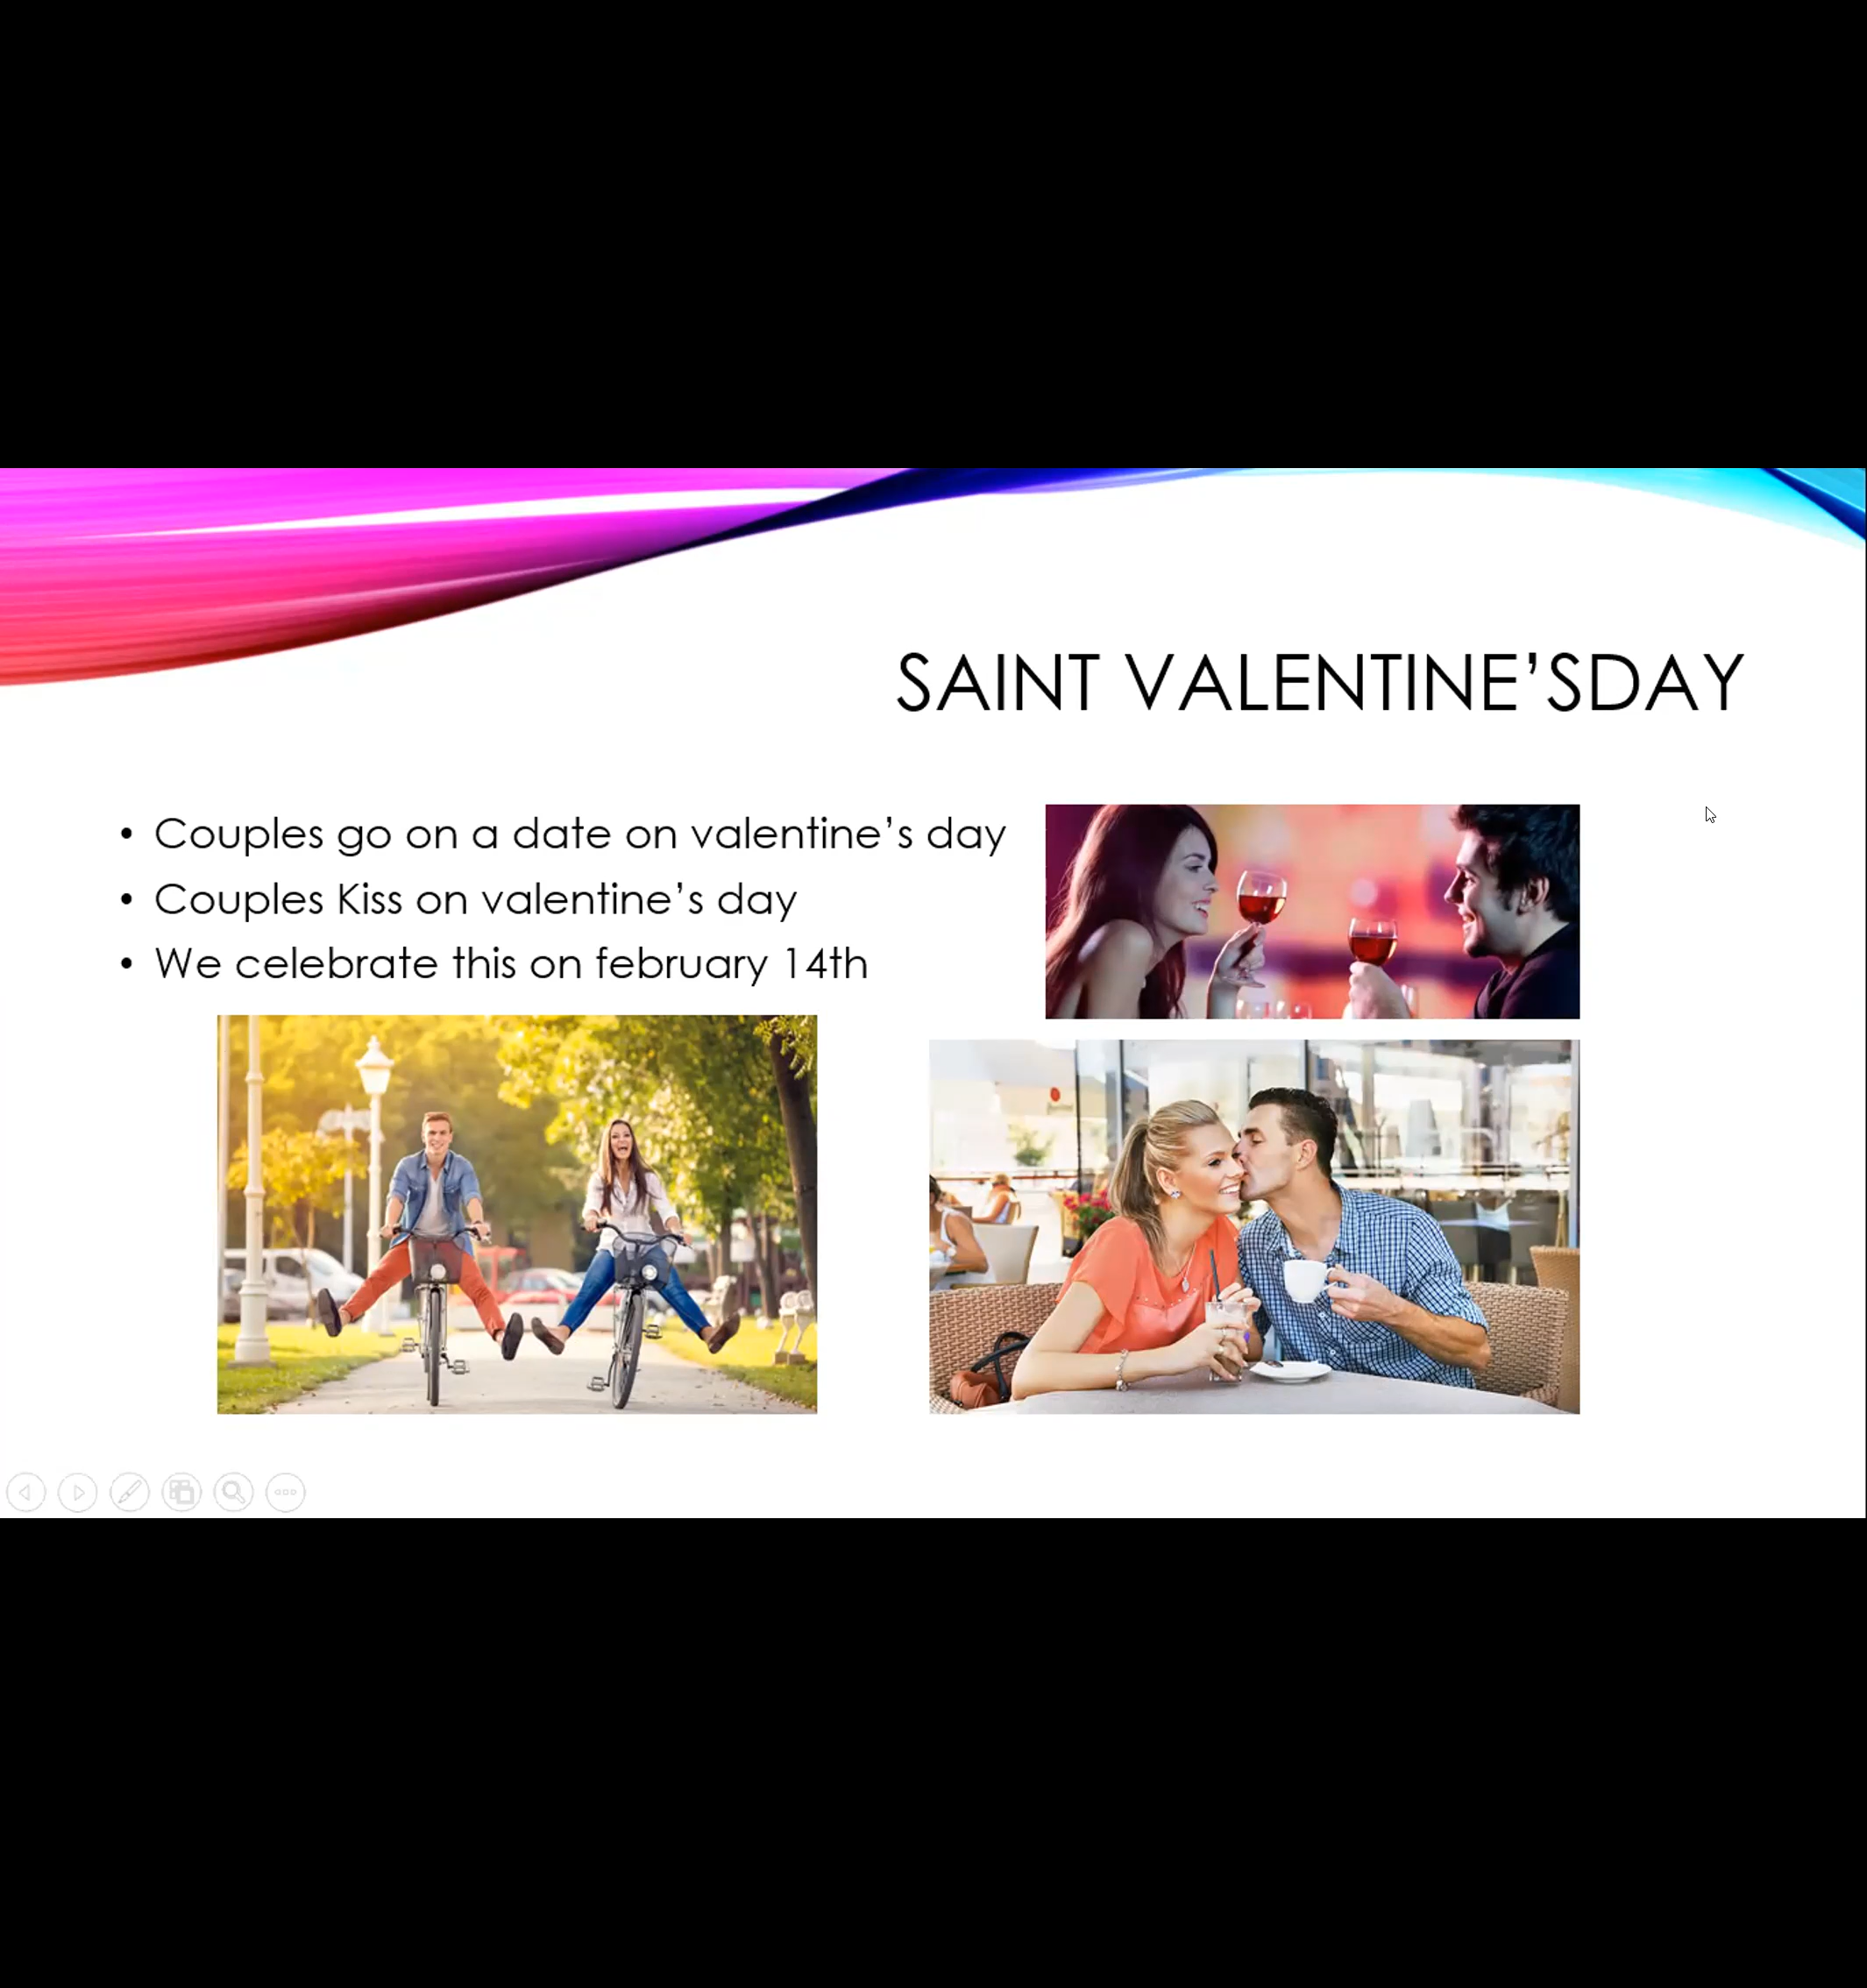 SAINT VALENTINE’SDAY
• Couples go on a date on valentine’s day
• Couples Kiss on valentine’s day
• We celebrate this on february 14th